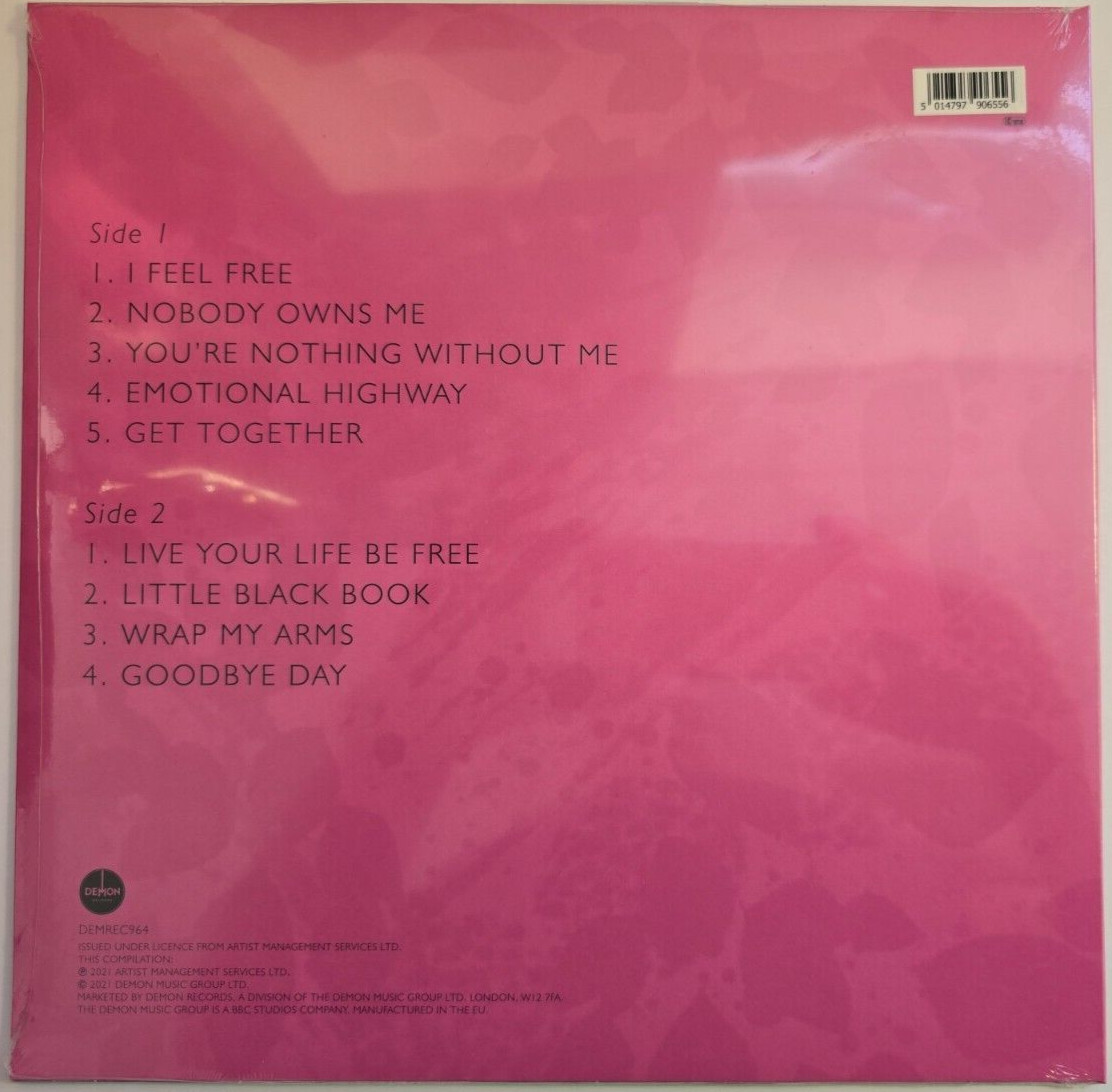 5 014797 906556
Side 1
1. I FEEL FREE
2. NOBODY OWNS ME
3. YOU'RE NOTHING WITHOUT ME
4. EMOTIONAL HIGHWAY
5. GET TOGETHER
Side 2
1. LIVE YOUR LIFE BE FREE
2. LITTLE BLACK BOOK
3. WRAP MY ARMS
4. GOODBYE DAY
DEMON
DEMREC964
ISSUED UNDER LICENCE FROM ARTIST MANAGEMENT SERVICES LTD.
THIS COMPILATION:
℗ 2021 ARTIST MANAGEMENT SERVICES LTD.
© 2021 DEMON MUSIC GROUP LTD.
MARKETED BY DEMON RECORDS, A DIVISION OF THE DEMON MUSIC GROUP LTD. LONDON, W12 7FA.
THE DEMON MUSIC GROUP IS A BBC STUDIOS COMPANY. MANUFACTURED IN THE EU.